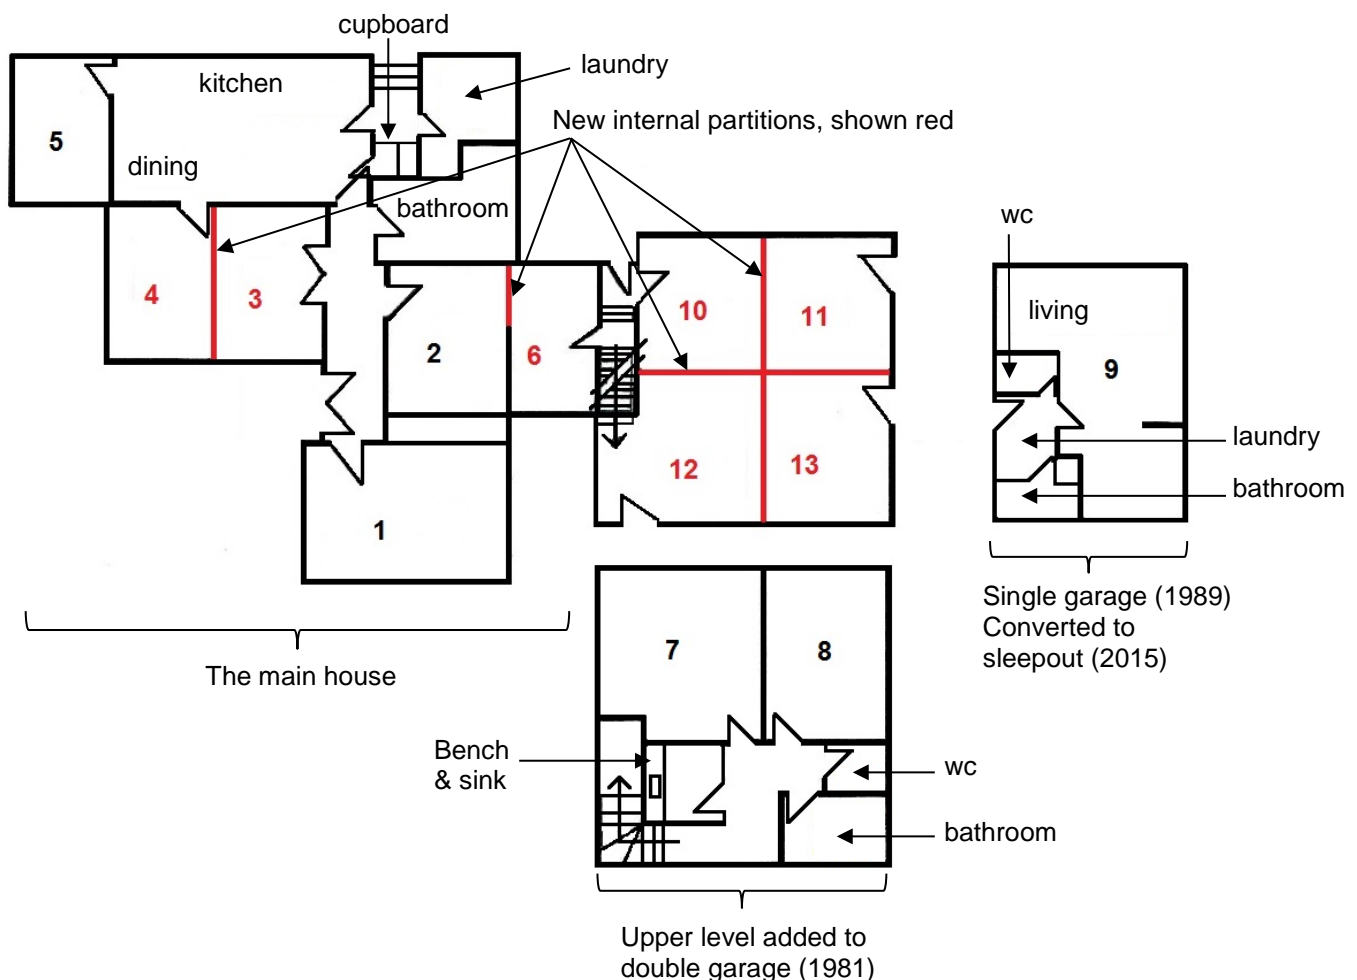 cupboard
kitchen
laundry
New internal partitions, shown red
5
dining
bathroom
wc
4
3
10
11
living
2
6
9
12
13
laundry
bathroom
1
Single garage (1989)
Converted to
sleepout (2015)
The main house
7
8
Bench
& sink
wc
bathroom
Upper level added to
double garage (1981)